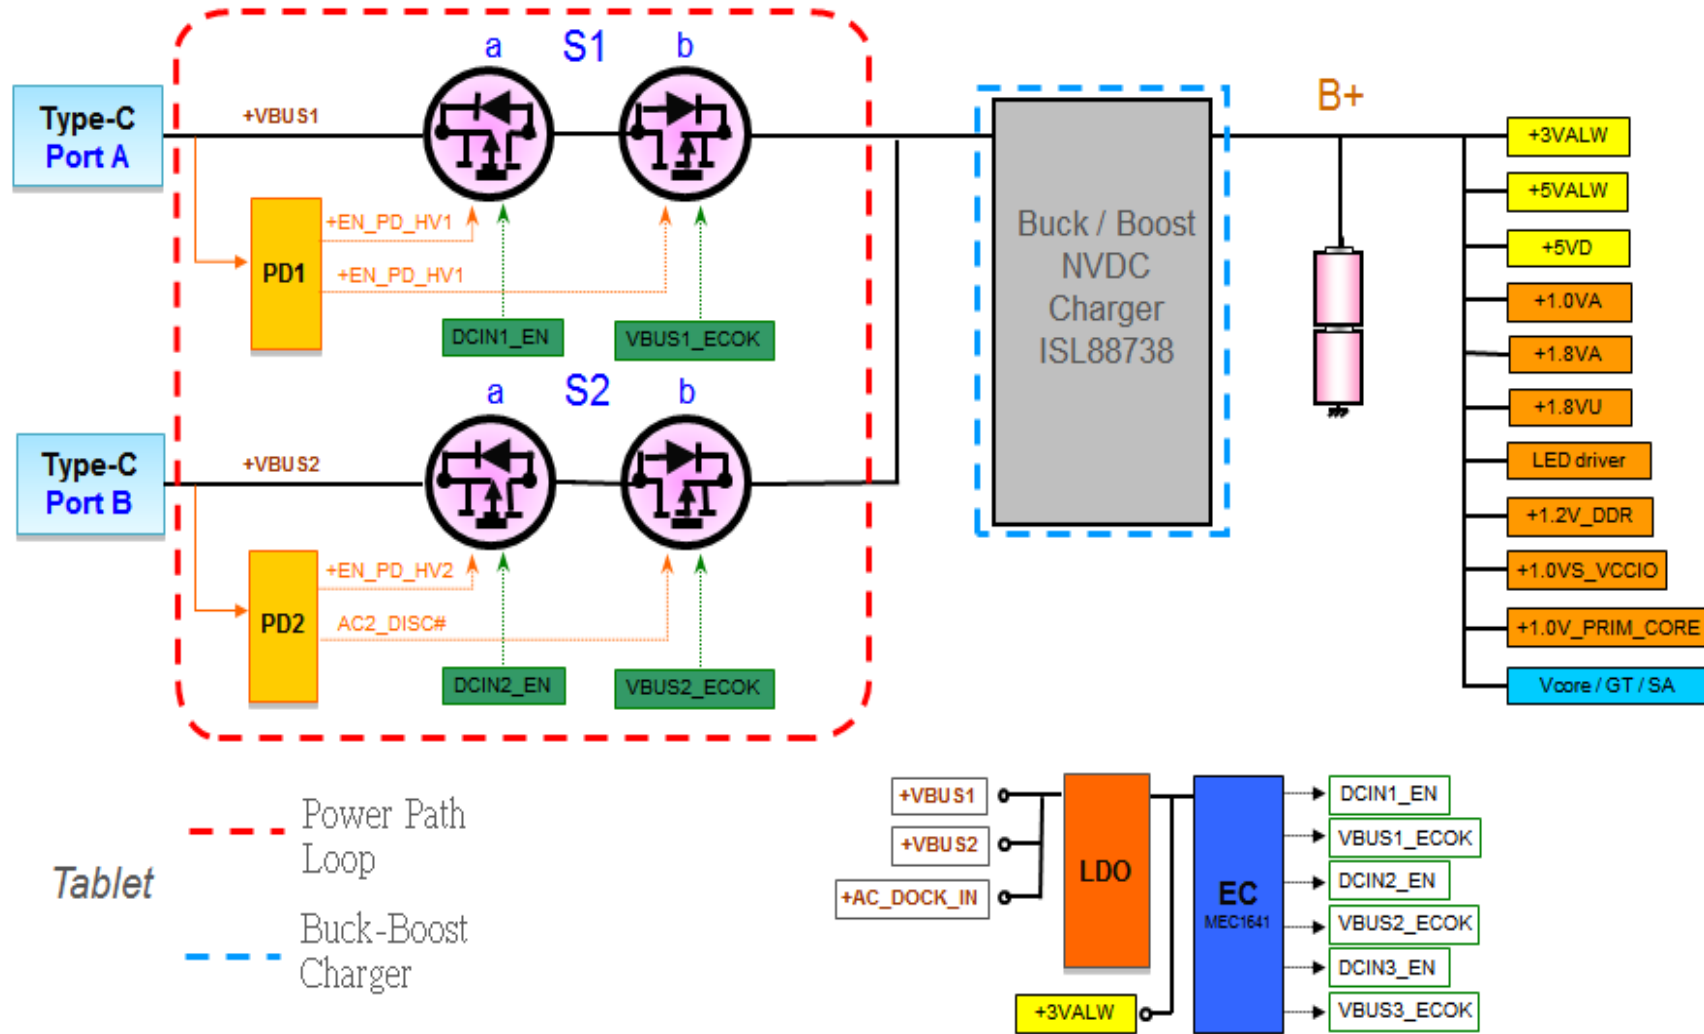 a S1 b
Type-C
Port A
+VBUS1
PD1
+EN_PD_HV1
+EN_PD_HV1
DCIN1_EN
VBUS1_ECOK
a S2 b
Type-C
Port B
+VBUS2
PD2
+EN_PD_HV2
AC2_DISC#
DCIN2_EN
VBUS2_ECOK
Buck / Boost
NVDC
Charger
ISL88738
B+
+3VALW
+5VALW
+5VD
+1.0VA
+1.8VA
+1.8VU
LED driver
+1.2V_DDR
+1.0VS_VCCIO
+1.0V_PRIM_CORE
Vcore / GT / SA
Tablet
Power Path
Loop
Buck-Boost
Charger
+VBUS1
+VBUS2
+AC_DOCK_IN
LDO
+3VALW
EC
MEC1641
DCIN1_EN
VBUS1_ECOK
DCIN2_EN
VBUS2_ECOK
DCIN3_EN
VBUS3_ECOK